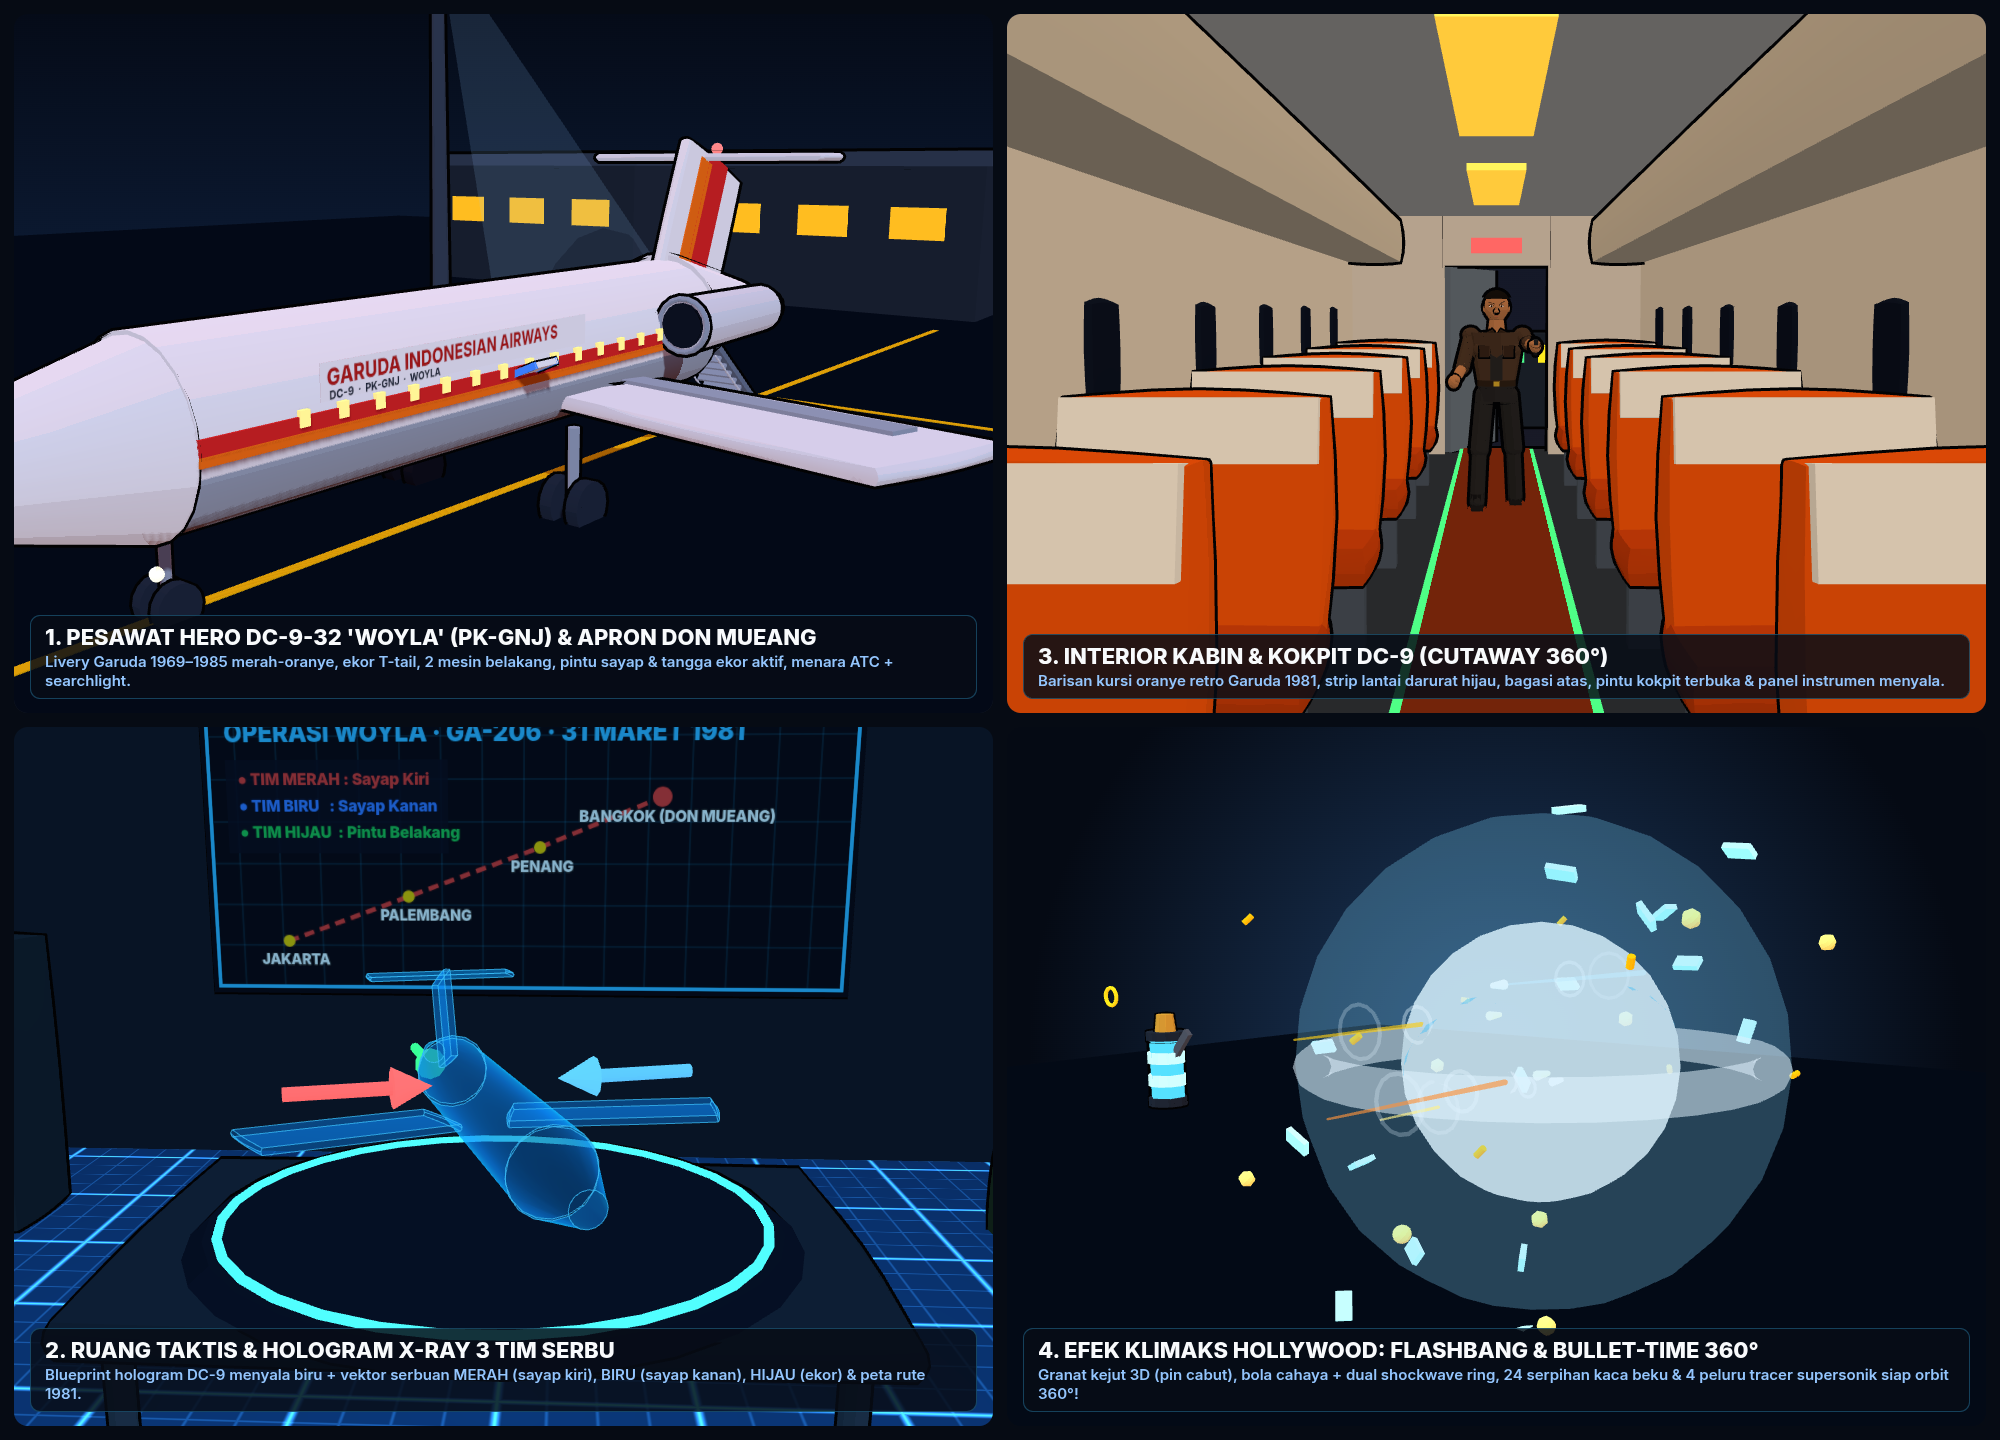 GARUDA INDONESIAN AIRWAYS
DC-9 · PK-GNJ · WOYLA
1. PESAWAT HERO DC-9-32 'WOYLA' (PK-GNJ) & APRON DON MUEANG
Livery Garuda 1969–1985 merah-oranye, ekor T-tail, 2 mesin belakang, pintu sayap & tangga ekor aktif, menara ATC +
searchlight.
3. INTERIOR KABIN & KOKPIT DC-9 (CUTAWAY 360°)
Barisan kursi oranye retro Garuda 1981, strip lantai darurat hijau, bagasi atas, pintu kokpit terbuka & panel instrumen menyala.
OPERASI WOYLA · GA-206 · 31 MARET 1981
• TIM MERAH : Sayap Kiri
• TIM BIRU : Sayap Kanan
• TIM HIJAU : Pintu Belakang
BANGKOK (DON MUEANG)
PENANG
PALEMBANG
JAKARTA
2. RUANG TAKTIS & HOLOGRAM X-RAY 3 TIM SERBU
Blueprint hologram DC-9 menyala biru + vektor serbuan MERAH (sayap kiri), BIRU (sayap kanan), HIJAU (ekor) & peta rute
1981.
4. EFEK KLIMAKS HOLLYWOOD: FLASHBANG & BULLET-TIME 360°
Granat kejut 3D (pin cabut), bola cahaya + dual shockwave ring, 24 serpihan kaca beku & 4 peluru tracer supersonik siap orbit
360°!